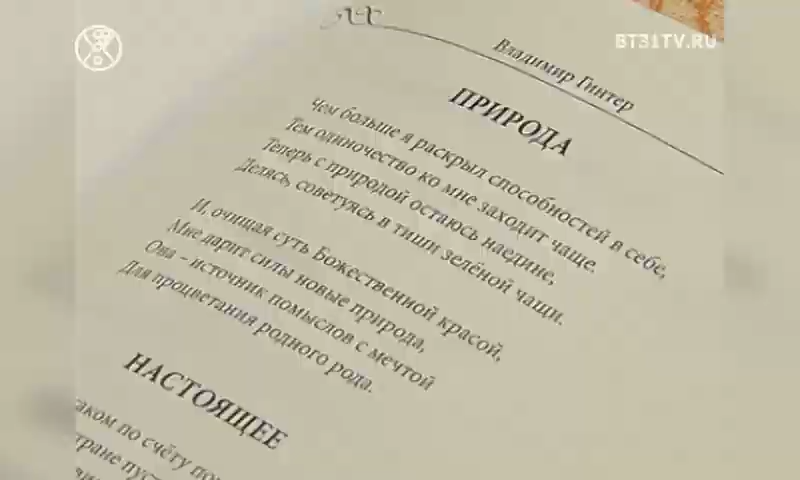 BT31TV.RU
Владимир Гинтер
ПРИРОДА
Чем больше я раскрыл способностей в себе,
Тем одиночество ко мне заходит чаще.
Теперь с природой остаюсь наедине,
Делясь, советуясь в тиши зелёной чащи.
И, очищая суть Божественной красой,
Мне дарит силы новые природа,
Она – источник помыслов с мечтой
Для процветания родного рода.
НАСТОЯЩЕЕ
по счёту